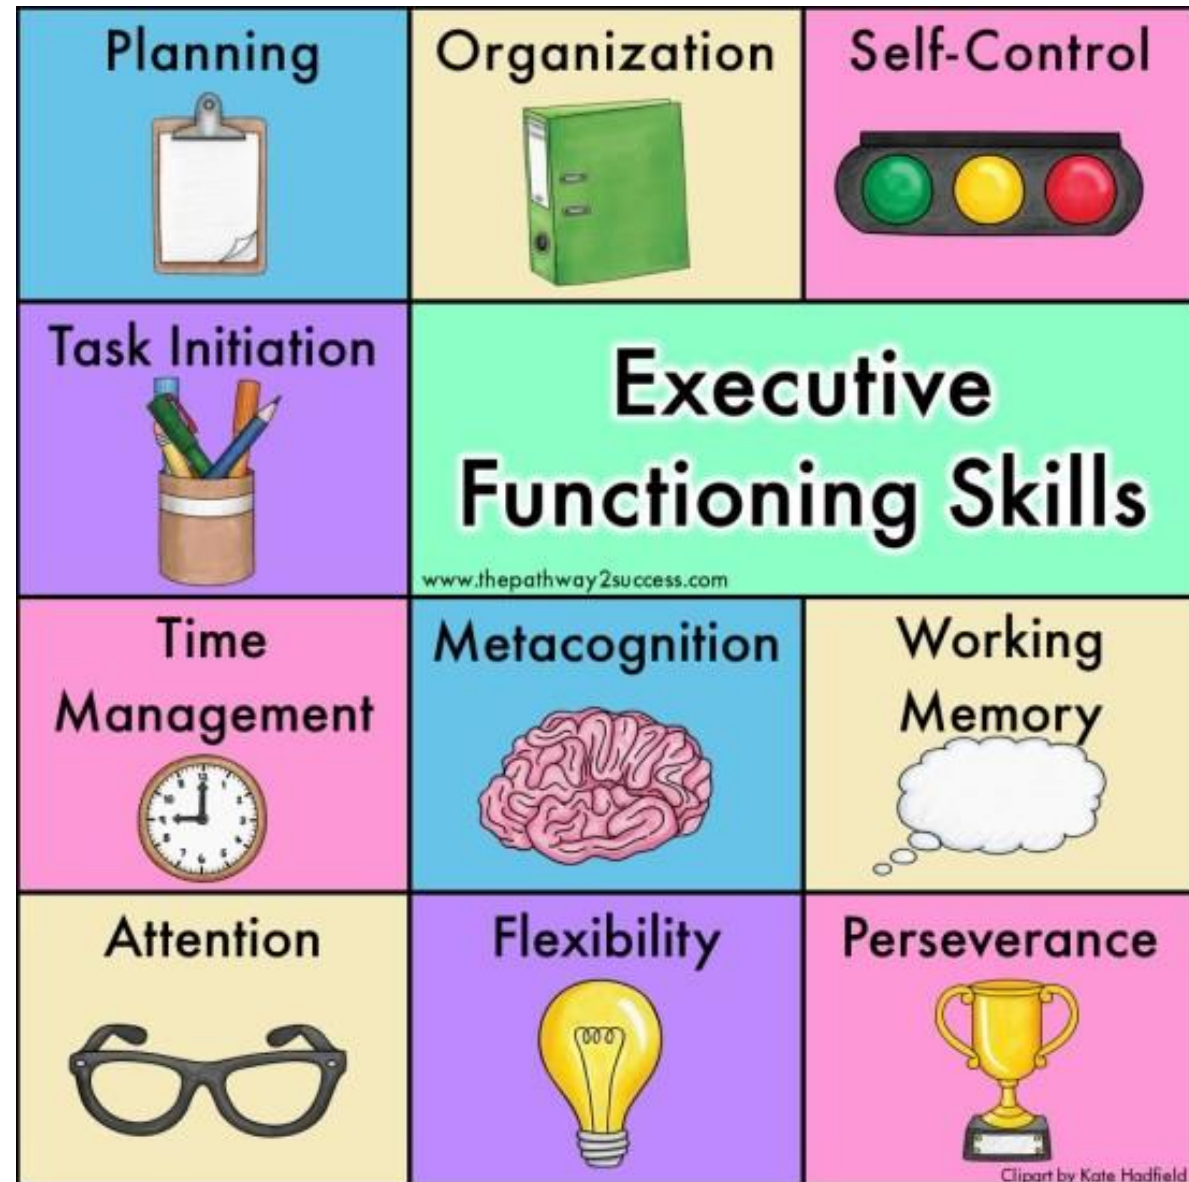 Planning
Organization
Self-Control
Task Initiation
Executive
Functioning Skills
www.thepathway2success.com
Time
Management
Metacognition
Working
Memory
Attention
Flexibility
Perseverance
Clipart by Kate Hadfield